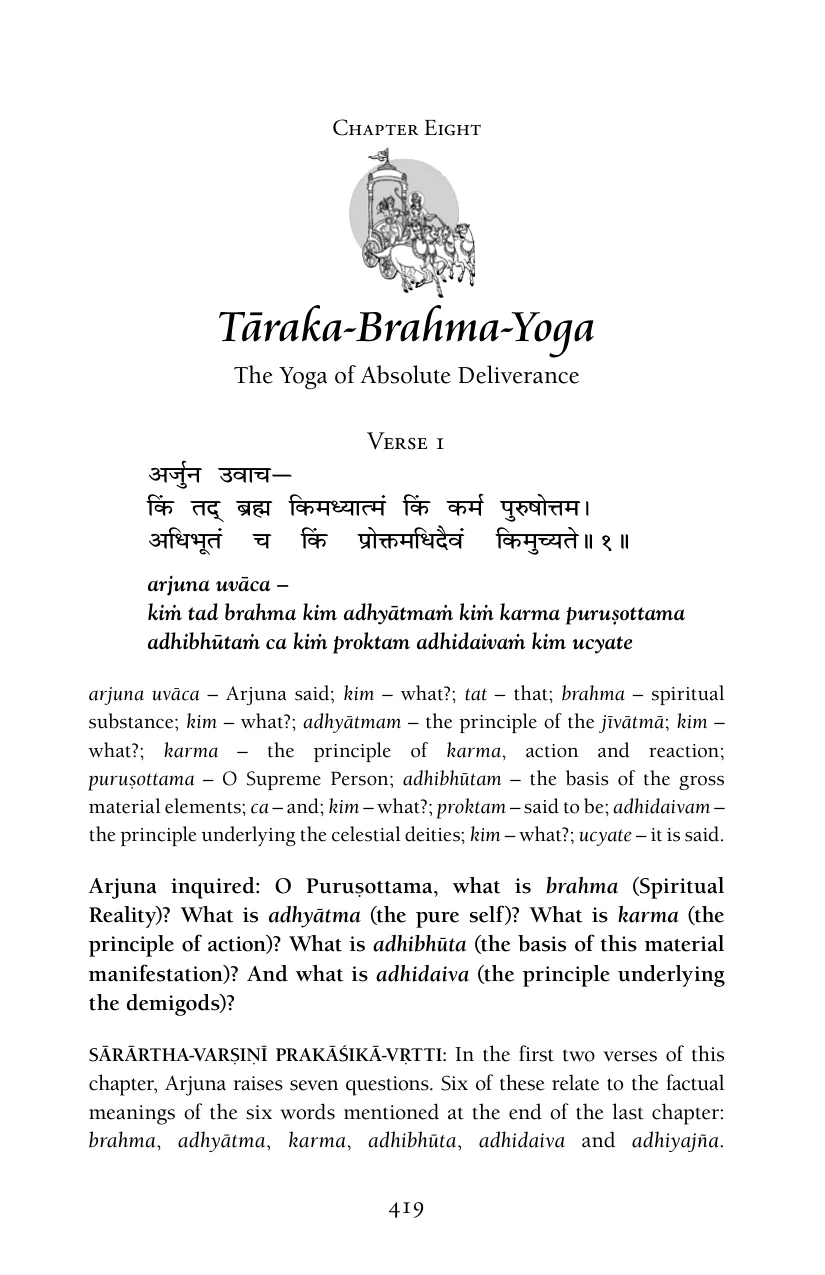 CHAPTER EIGHT
Tāraka-Brahma-Yoga
The Yoga of Absolute Deliverance
VERSE 1
अर्जुन उवाच—
किं तद् ब्रह्म किमध्यात्मं किं कर्म पुरुषोत्तम।
अधिभूतं च किं प्रोक्तमधिदैवं किमुच्यते॥१॥
arjuna uvāca –
kiṁ tad brahma kim adhyātmaṁ kiṁ karma puruṣottama
adhibhūtaṁ ca kiṁ proktam adhidaivaṁ kim ucyate
arjuna uvāca – Arjuna said; kim – what?; tat – that; brahma – spiritual
substance; kim – what?; adhyātmam – the principle of the jīvātmā; kim –
what?; karma – the principle of karma, action and reaction;
puruṣottama – O Supreme Person; adhibhūtam – the basis of the gross
material elements; ca – and; kim – what?; proktam – said to be; adhidaivam –
the principle underlying the celestial deities; kim – what?; ucyate – it is said.
Arjuna inquired: O Puruṣottama, what is brahma (Spiritual
Reality)? What is adhyātma (the pure self)? What is karma (the
principle of action)? What is adhibhūta (the basis of this material
manifestation)? And what is adhidaiva (the principle underlying
the demigods)?
SĀRĀRTHA-VARṢIṆĪ PRAKĀŚIKĀ-VṚTTI: In the first two verses of this
chapter, Arjuna raises seven questions. Six of these relate to the factual
meanings of the six words mentioned at the end of the last chapter:
brahma, adhyātma, karma, adhibhūta, adhidaiva and adhiyajña.
419